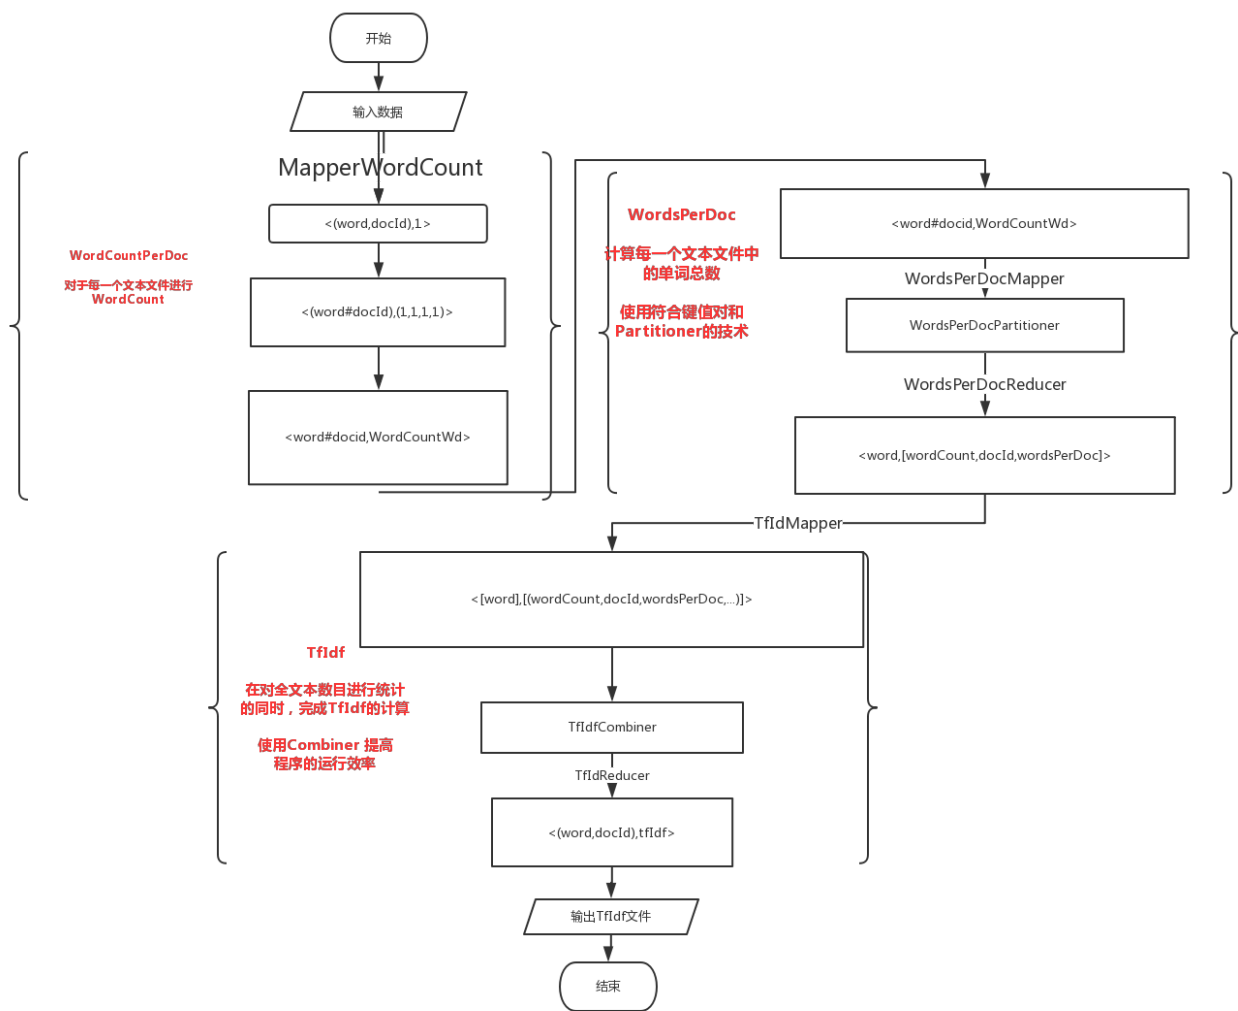 开始
输入数据
MapperWordCount
<(word,docId),1>
WordCountPerDoc
对于每一个文本文件进行
WordCount
<(word#docId),(1,1,1,1)>
<word#docid,WordCountWd>
WordsPerDoc
计算每一个文本文件中
的单词总数
使用符合键值对和
Partitioner的技术
<word#docid,WordCountWd>
WordsPerDocMapper
WordsPerDocPartitioner
WordsPerDocReducer
<word,[wordCount,docId,wordsPerDoc]>
TfIdMapper
<[word],[(wordCount,docId,wordsPerDoc,...)]>
TfIdf
在对全文本数目进行统计
的同时，完成TfIdf的计算
使用Combiner 提高
程序的运行效率
TfIdfCombiner
TfIdReducer
<(word,docId),tfIdf>
输出TfIdf文件
结束